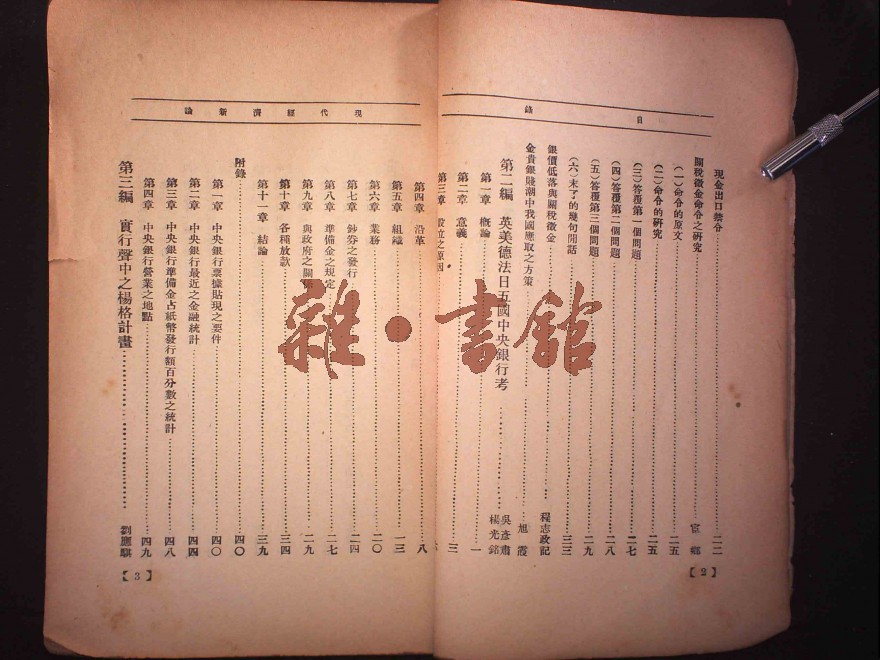 目錄
現金出口禁令 二二
關稅徵金命令之研究 宦鄉
（一）命令的原文 二五
（二）命令的研究 二五
（三）答覆第一個問題 二七
（四）答覆第二個問題 二八
（五）答覆第三個問題 二九
（六）末了的幾句閒話 三三
銀價低落與關稅徵金 程志政記
金貴銀賤潮中我國應取之方策 旭霞
第二編 英美德法日五國中央銀行考 吳彥肅 楊光銘
第一章 概論 一
第二章 意義 三
第三章 設立之原因 六
【2】
現代經濟新論
第四章 沿革 八
第五章 組織 一三
第六章 業務 二〇
第七章 鈔券之發行 二四
第八章 準備金之規定 二七
第九章 與政府之關係 二九
第十章 各種放款 三四
第十一章 結論 三九
附錄 四〇
第一章 中央銀行票據貼現之要件 四〇
第二章 中央銀行最近之金融統計 四四
第三章 中央銀行準備金占紙幣發行額百分數之統計 四八
第四章 中央銀行營業之地點 四九
第三編 實行聲中之楊格計畫 劉應騏
【3】
雜·書館